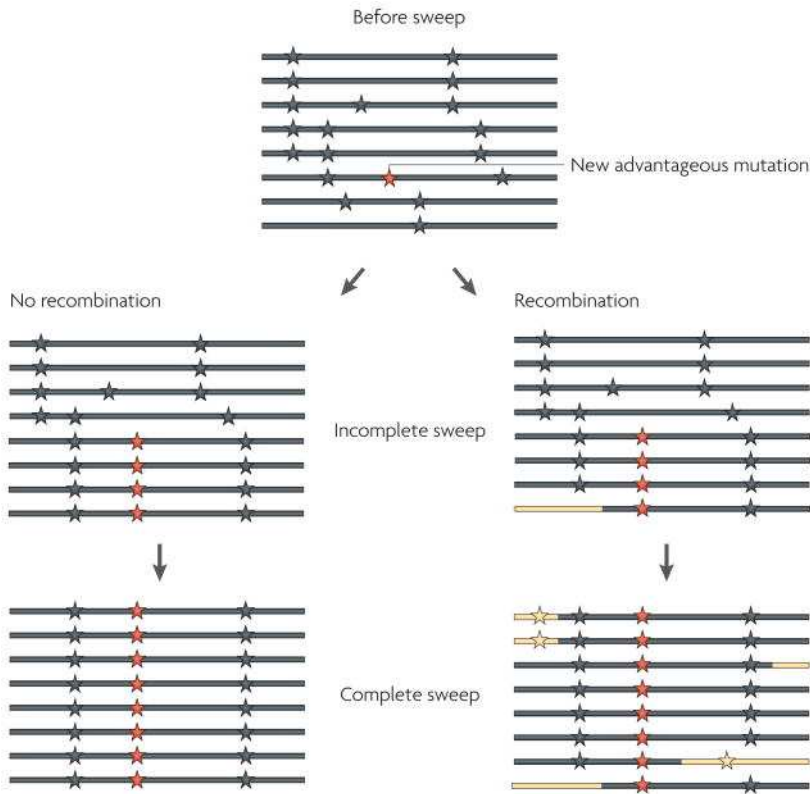 Before sweep
New advantageous mutation
No recombination
Recombination
Incomplete sweep
Complete sweep